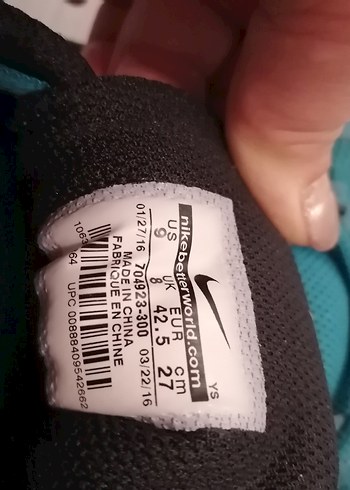 YS
nikebetterworld.com
US UK EUR cm
9 8 42.5 27
01/27/16 704923-300 03/22/16
MADE IN CHINA
FABRIQUE EN CHINE
UPC 00888409542662